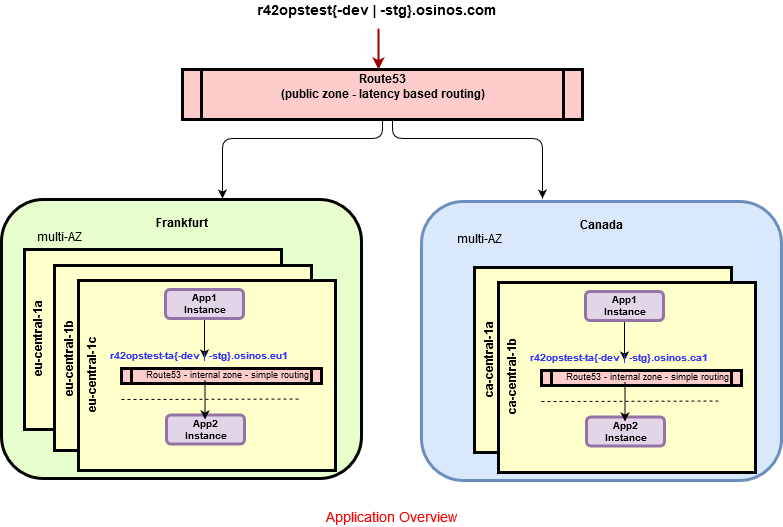 r42opstest{-dev | -stg}.osinos.com
Route53
(public zone - latency based routing)
Frankfurt
multi-AZ
eu-central-1a
eu-central-1b
eu-central-1c
App1
Instance
r42opstest-ta{-dev | -stg}.osinos.eu1
Route53 - internal zone - simple routing
App2
Instance
Canada
multi-AZ
ca-central-1a
ca-central-1b
App1
Instance
r42opstest-ta{-dev | -stg}.osinos.ca1
Route53 - internal zone - simple routing
App2
Instance
Application Overview